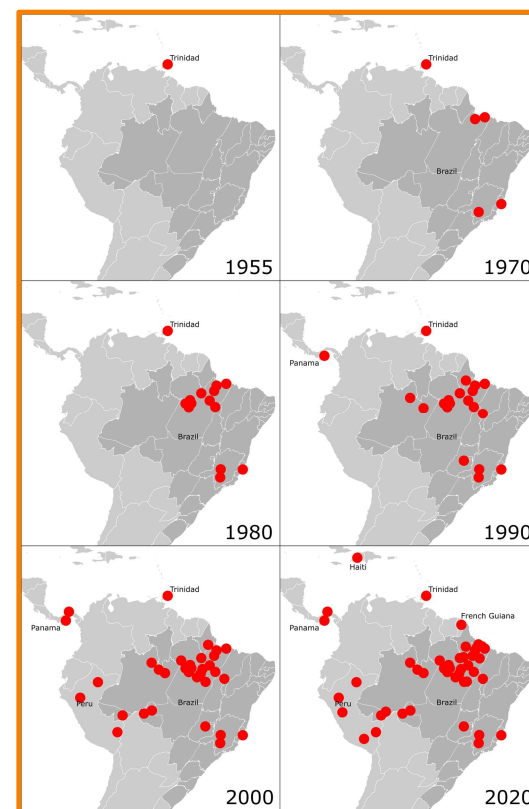 Trinidad
1955
Trinidad
Brazil
1970
Trinidad
Brazil
1980
Trinidad
Panama
Brazil
1990
Trinidad
Panama
Peru
Brazil
2000
Haiti
Trinidad
French Guiana
Panama
Peru
Brazil
2020